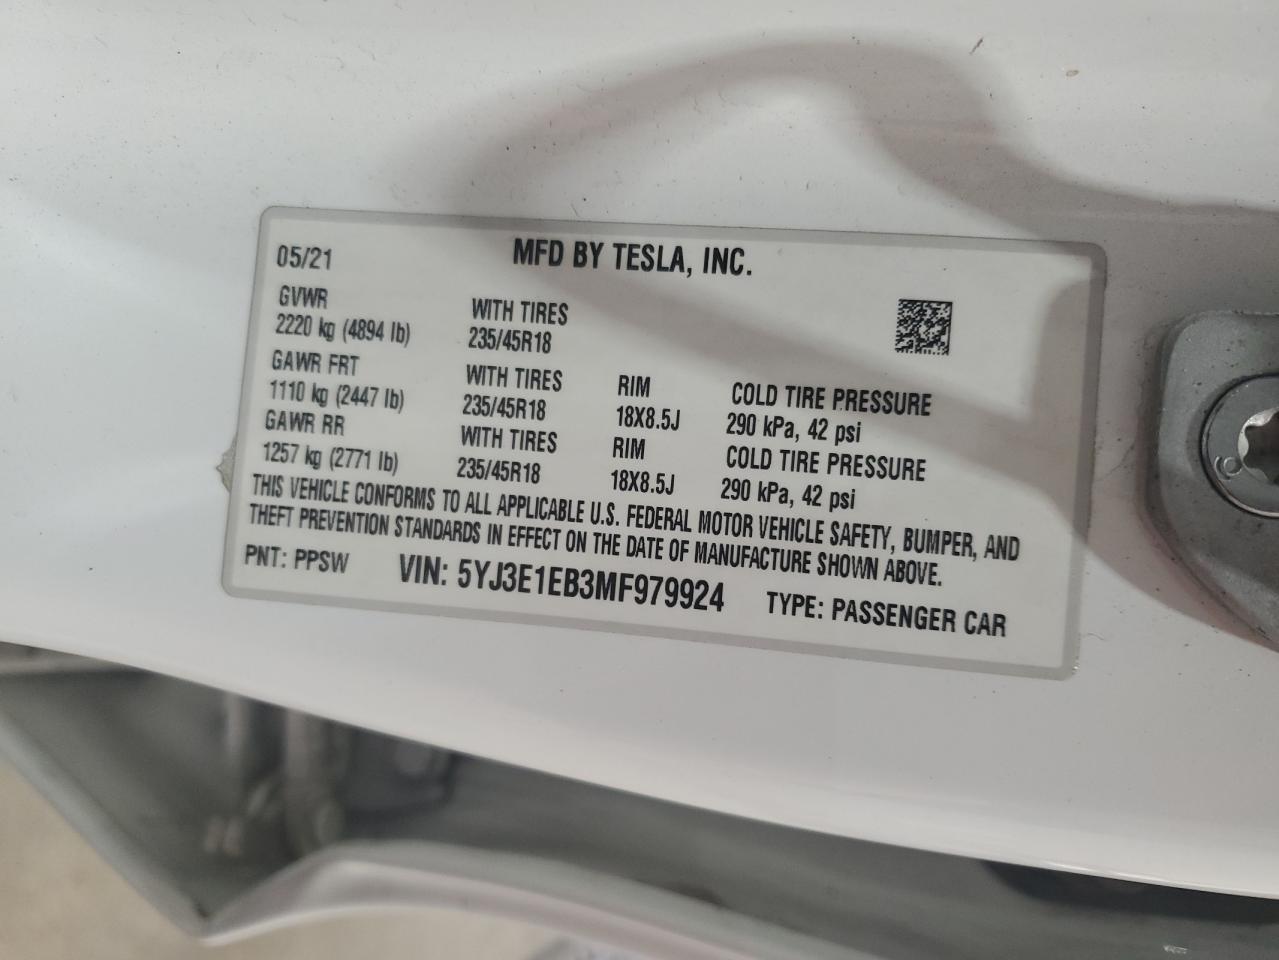 05/21 MFD BY TESLA, INC.
GVWR WITH TIRES
2220 kg (4894 lb) 235/45R18
GAWR FRT WITH TIRES RIM COLD TIRE PRESSURE
1110 kg (2447 lb) 235/45R18 18X8.5J 290 kPa, 42 psi
GAWR RR WITH TIRES RIM COLD TIRE PRESSURE
1257 kg (2771 lb) 235/45R18 18X8.5J 290 kPa, 42 psi
THIS VEHICLE CONFORMS TO ALL APPLICABLE U.S. FEDERAL MOTOR VEHICLE SAFETY, BUMPER, AND
THEFT PREVENTION STANDARDS IN EFFECT ON THE DATE OF MANUFACTURE SHOWN ABOVE.
PNT: PPSW VIN: 5YJ3E1EB3MF979924 TYPE: PASSENGER CAR